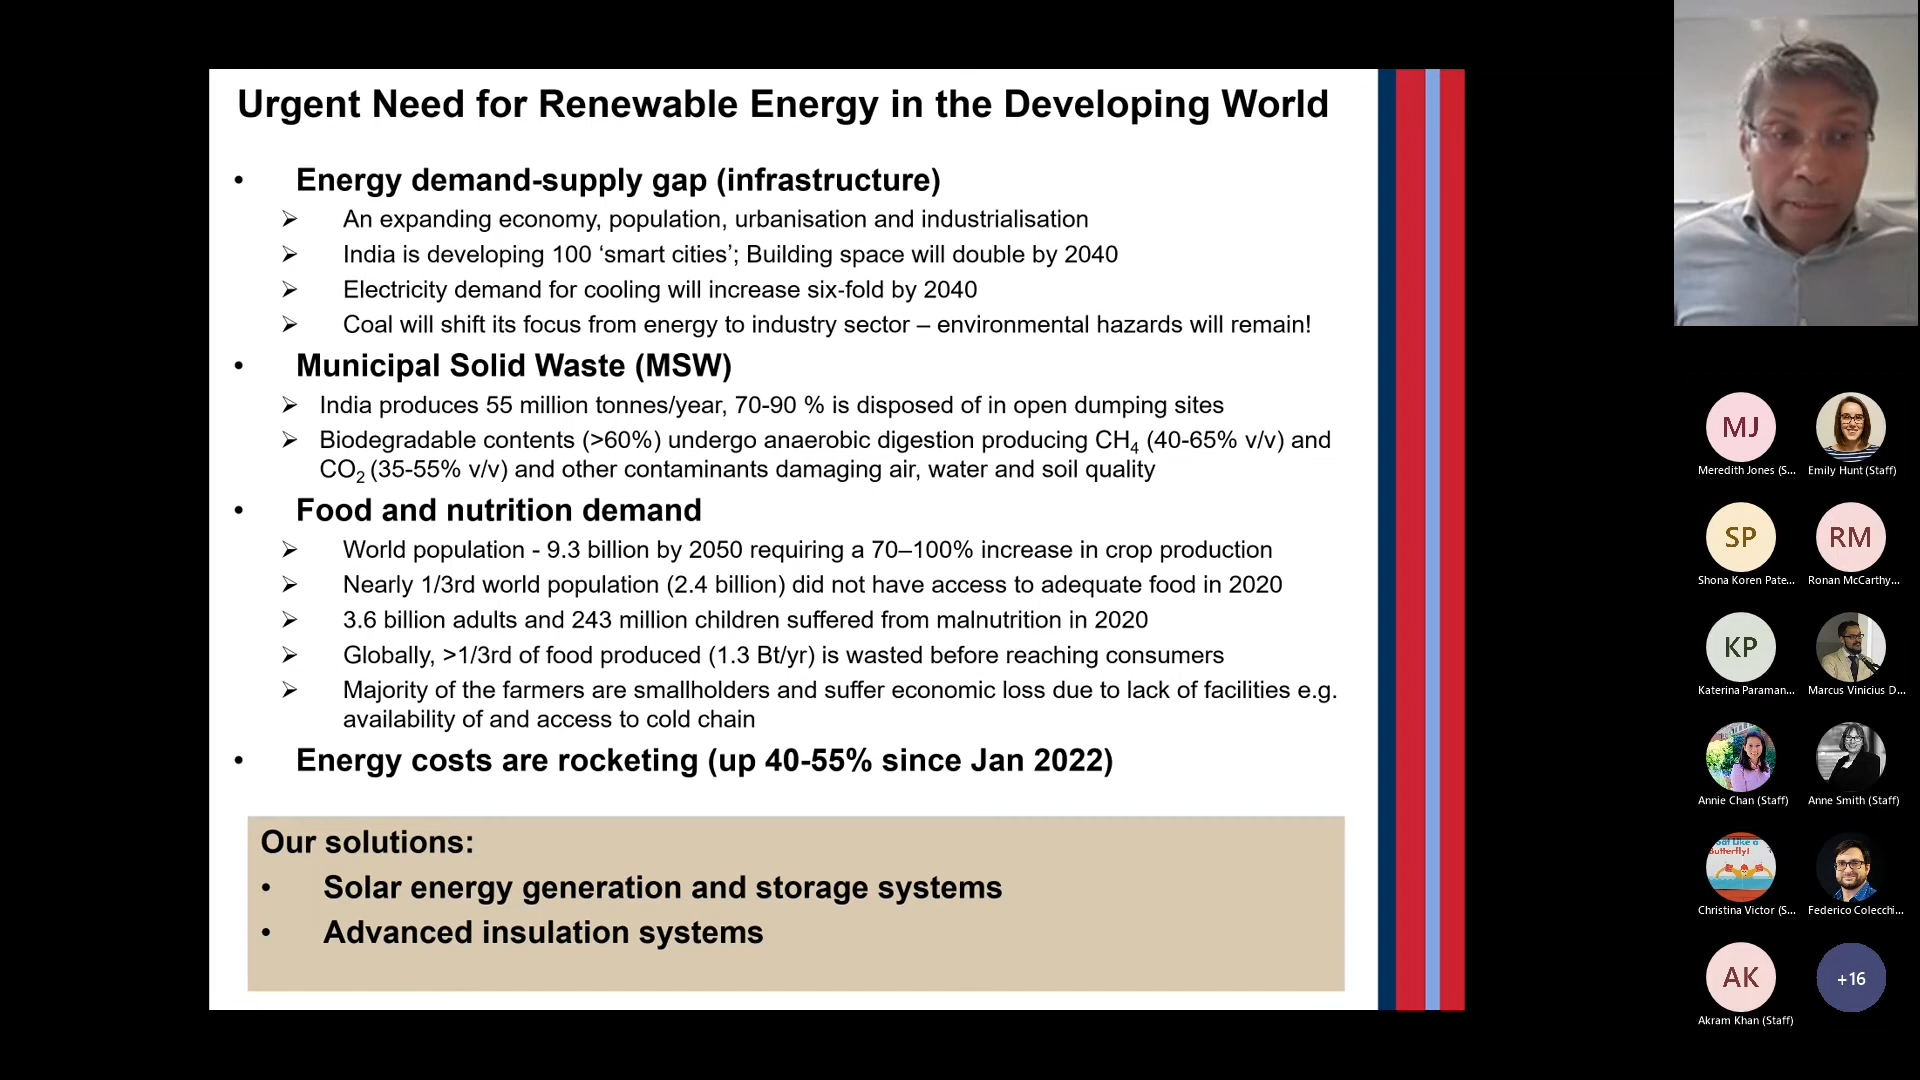 Urgent Need for Renewable Energy in the Developing World
• Energy demand-supply gap (infrastructure)
➢ An expanding economy, population, urbanisation and industrialisation
➢ India is developing 100 ‘smart cities’; Building space will double by 2040
➢ Electricity demand for cooling will increase six-fold by 2040
➢ Coal will shift its focus from energy to industry sector – environmental hazards will remain!
• Municipal Solid Waste (MSW)
➢ India produces 55 million tonnes/year, 70-90 % is disposed of in open dumping sites
➢ Biodegradable contents (>60%) undergo anaerobic digestion producing CH4 (40-65% v/v) and
CO2 (35-55% v/v) and other contaminants damaging air, water and soil quality
• Food and nutrition demand
➢ World population - 9.3 billion by 2050 requiring a 70–100% increase in crop production
➢ Nearly 1/3rd world population (2.4 billion) did not have access to adequate food in 2020
➢ 3.6 billion adults and 243 million children suffered from malnutrition in 2020
➢ Globally, >1/3rd of food produced (1.3 Bt/yr) is wasted before reaching consumers
➢ Majority of the farmers are smallholders and suffer economic loss due to lack of facilities e.g.
availability of and access to cold chain
• Energy costs are rocketing (up 40-55% since Jan 2022)
Our solutions:
• Solar energy generation and storage systems
• Advanced insulation systems
MJ
Meredith Jones (S...
Emily Hunt (Staff)
SP
RM
Shona Koren Pate...
Ronan McCarthy...
KP
Katerina Paraman...
Marcus Vinicius D...
Annie Chan (Staff)
Anne Smith (Staff)
Like a
Butterfly!
Christina Victor (S...
Federico Colecchi...
AK
+16
Akram Khan (Staff)